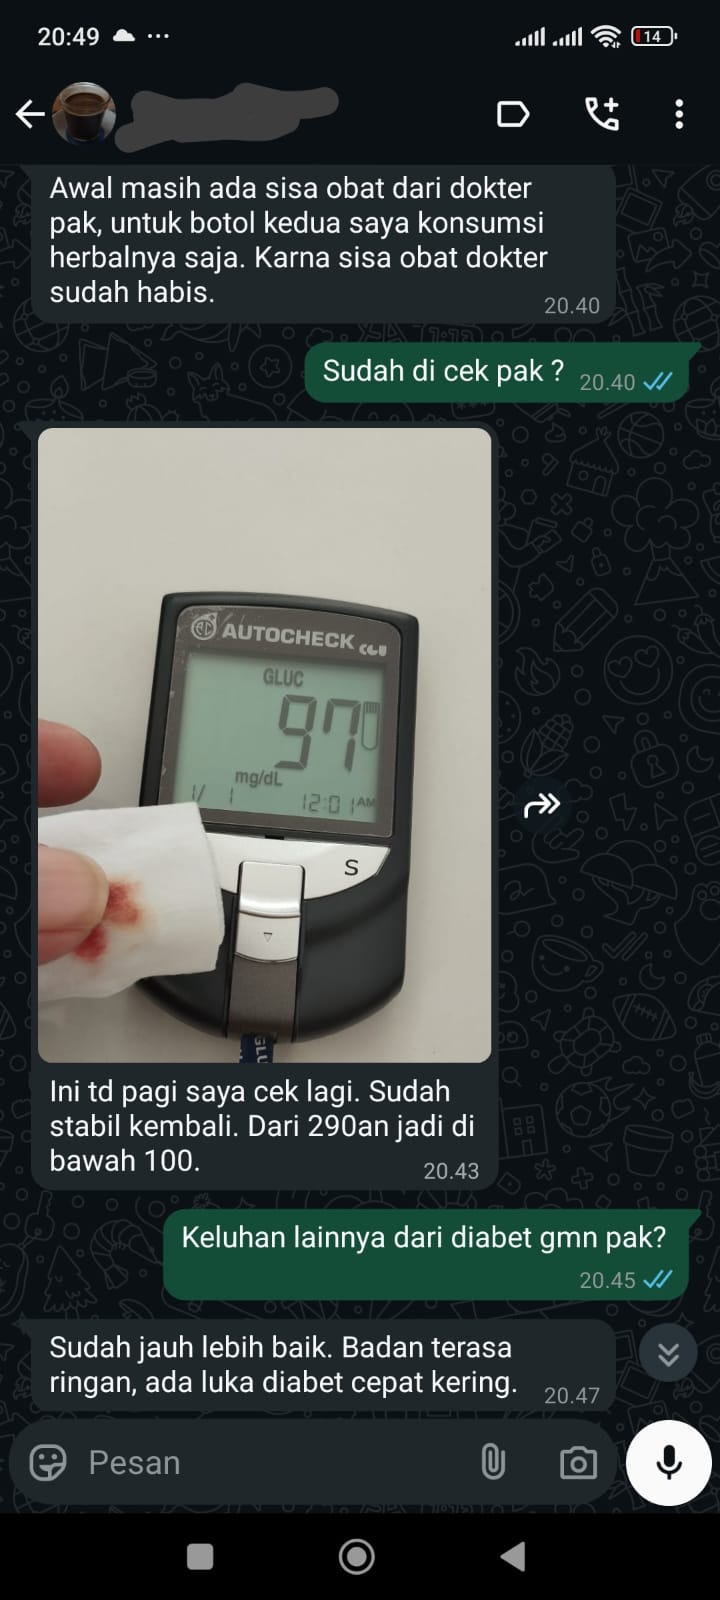 20:49
14
Awal masih ada sisa obat dari dokter
pak, untuk botol kedua saya konsumsi
herbalnya saja. Karna sisa obat dokter
sudah habis.
20.40
Sudah di cek pak ?
20.40
AUTOCHECK
GLUC
97
mg/dL
1/ 1 12:01 AM
S
GLU
Ini td pagi saya cek lagi. Sudah
stabil kembali. Dari 290an jadi di
bawah 100.
20.43
Keluhan lainnya dari diabet gmn pak?
20.45
Sudah jauh lebih baik. Badan terasa
ringan, ada luka diabet cepat kering.
20.47
Pesan